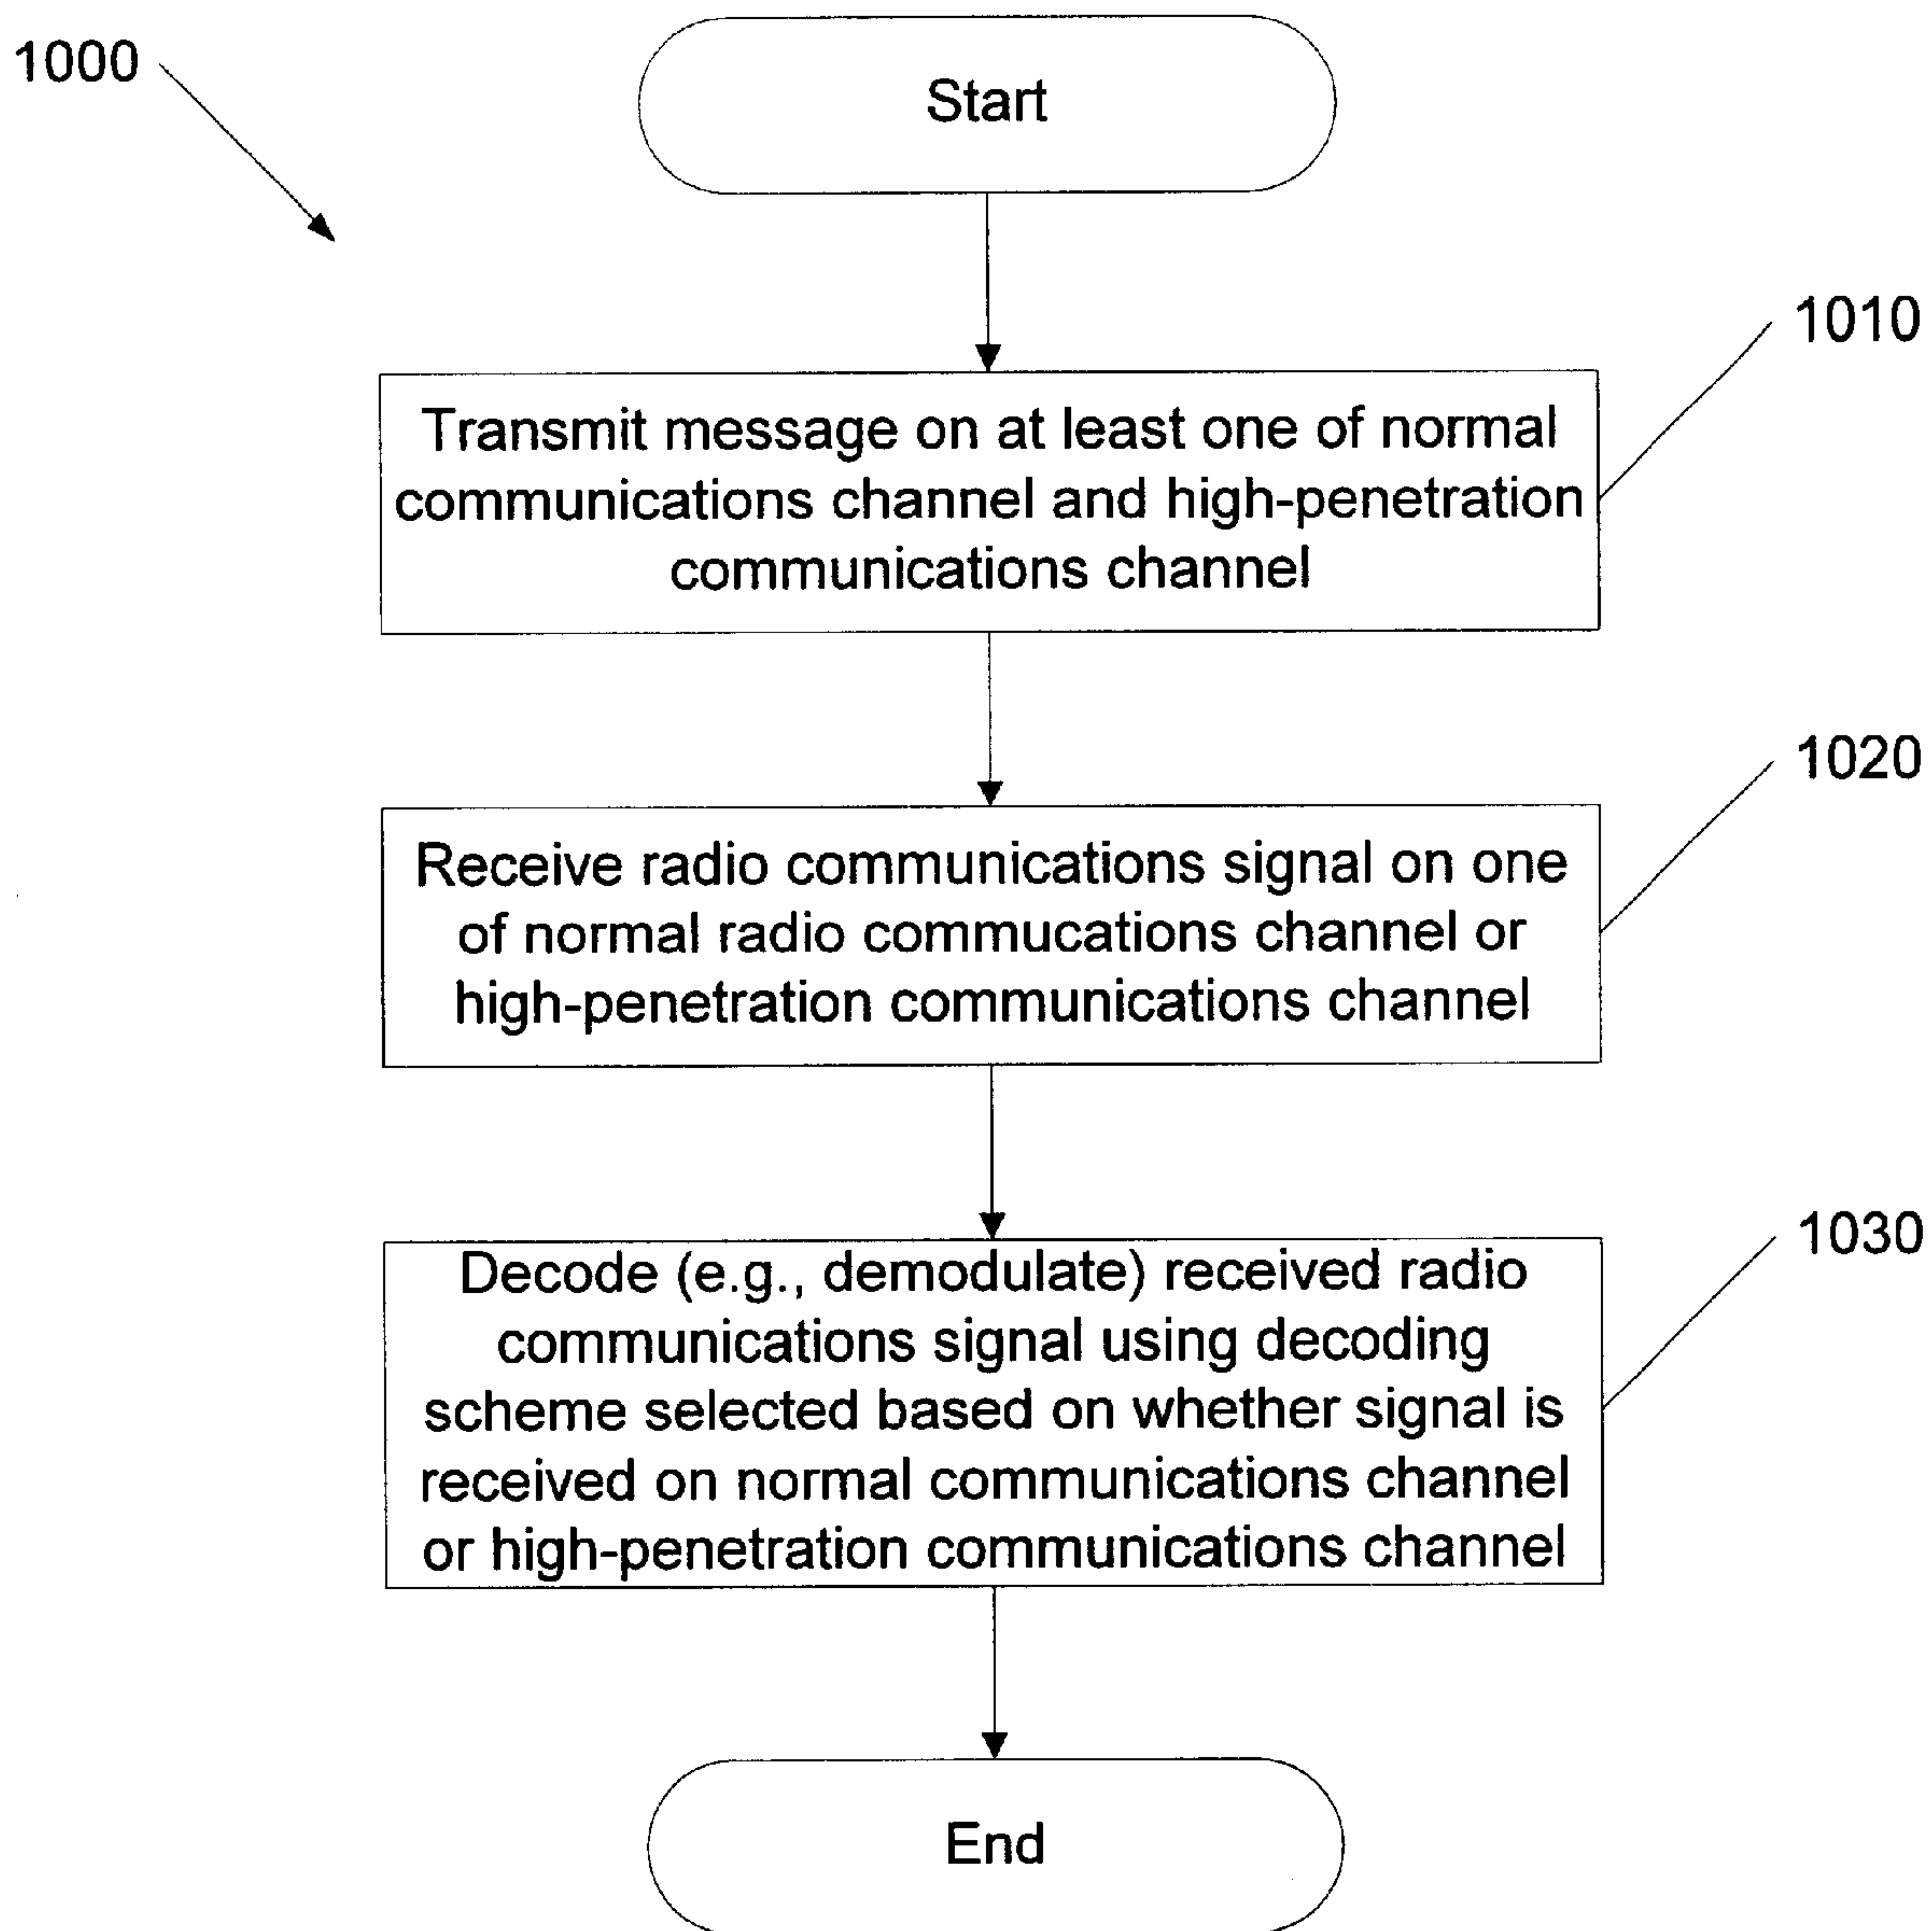 1000
Start
1010
Transmit message on at least one of normal
communications channel and high-penetration
communications channel
1020
Receive radio communications signal on one
of normal radio commucations channel or
high-penetration communications channel
1030
Decode (e.g., demodulate) received radio
communications signal using decoding
scheme selected based on whether signal is
received on normal communications channel
or high-penetration communications channel
End